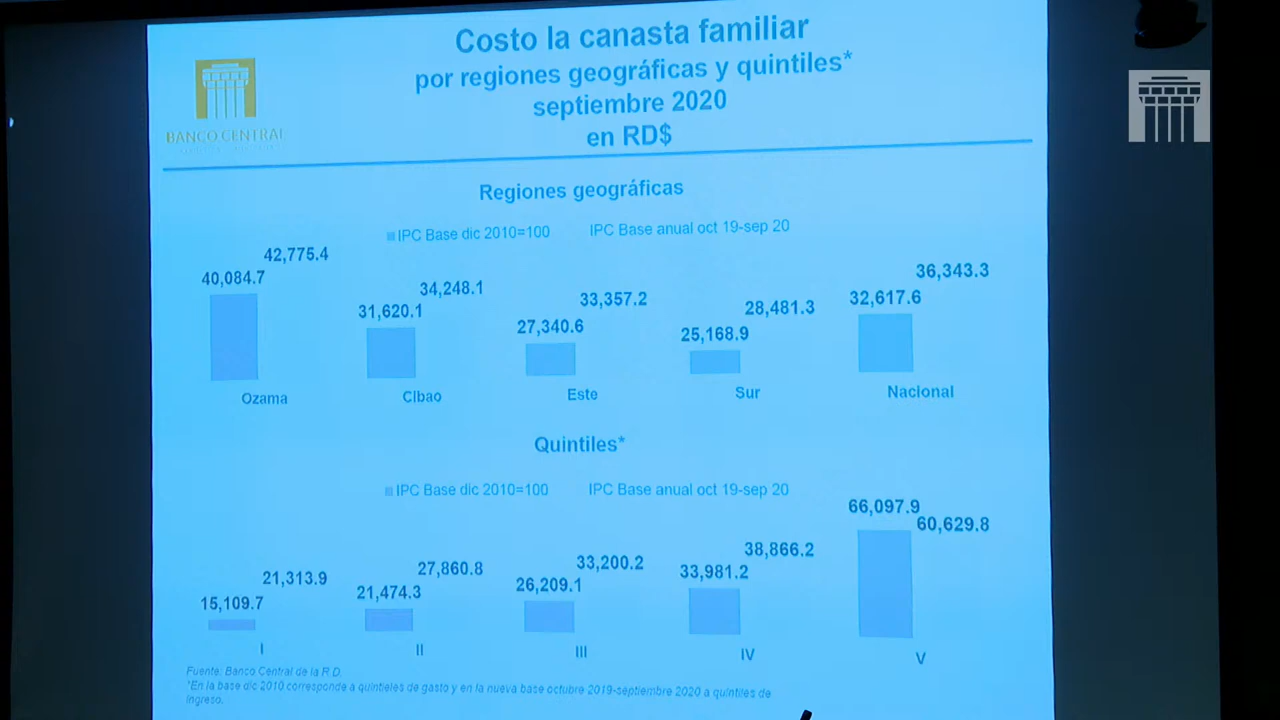 Costo la canasta familiar
por regiones geográficas y quintiles*
septiembre 2020
en RD$
BANCO CENTRAL
Regiones geográficas
IPC Base dic 2010=100 IPC Base anual oct 19-sep 20
40,084.7 42,775.4
31,620.1 34,248.1
27,340.6 33,357.2
25,168.9 28,481.3
32,617.6 36,343.3
Ozama Cibao Este Sur Nacional
Quintiles*
IPC Base dic 2010=100 IPC Base anual oct 19-sep 20
15,109.7 21,313.9
21,474.3 27,860.8
26,209.1 33,200.2
33,981.2 38,866.2
66,097.9 60,629.8
I II III IV V
Fuente: Banco Central de la R.D.
*En la base dic 2010 corresponde a quintieles de gasto y en la nueva base octubre 2019-septiembre 2020 a quintiles de
ingreso.